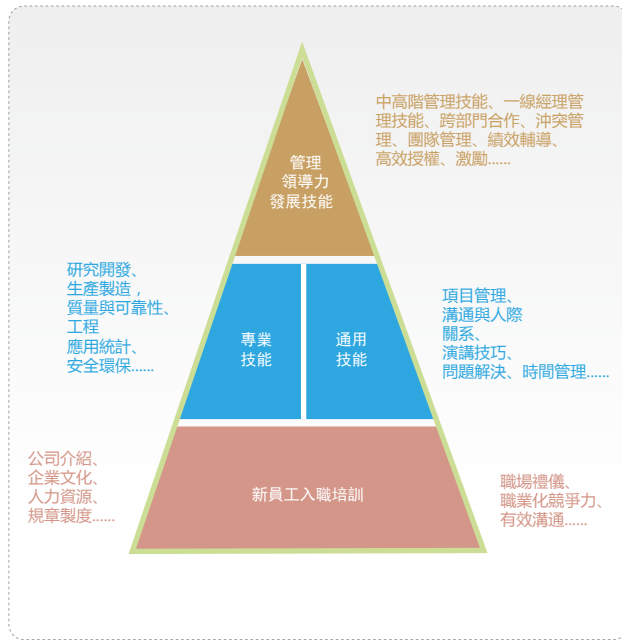 中高階管理技能、一線經理管
理技能、跨部門合作、沖突管
理、團隊管理、績效輔導、
高效授權、激勵......
管理
領導力
發展技能
研究開發、
生產製造，
質量與可靠性、
工程
應用統計、
安全環保......
專業
技能
通用
技能
項目管理、
溝通與人際
關系、
演講技巧、
問題解決、時間管理......
公司介紹、
企業文化、
人力資源、
規章製度......
新員工入職培訓
職場禮儀、
職業化競爭力、
有效溝通......